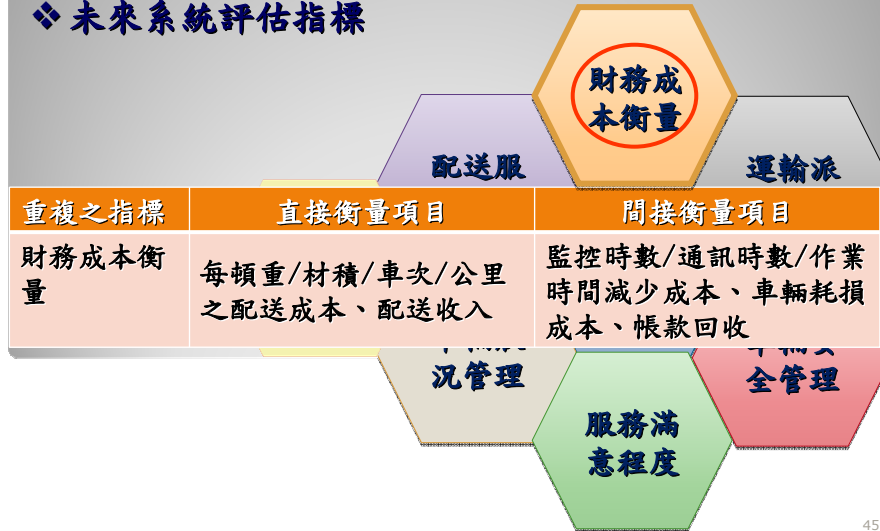 ❖未來系統評估指標
財務成
本衡量
配送服
運輸派
重複之指標
直接衡量項目
間接衡量項目
財務成本衡
量
每頓重/材積/車次/公里
之配送成本、配送收入
監控時數/通訊時數/作業
時間減少成本、車輛耗損
成本、帳款回收
況管理
全管理
服務滿
意程度
45